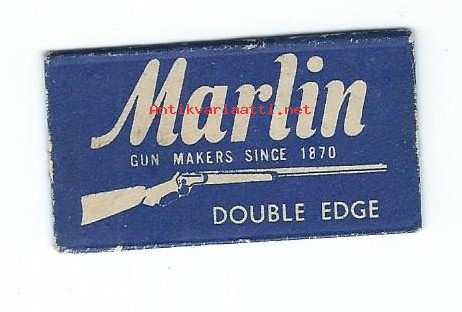 Marlin
Antikvariaatti.net
GUN MAKERS SINCE 1870
DOUBLE EDGE